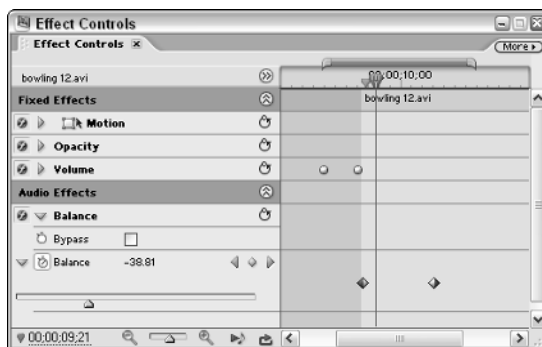 Effect Controls
Effect Controls
More
bowling 12.avi
00;00;10;00
Fixed Effects
bowling 12.avi
Motion
Opacity
Volume
Audio Effects
Balance
Bypass
Balance -38.81
00;00;09;21